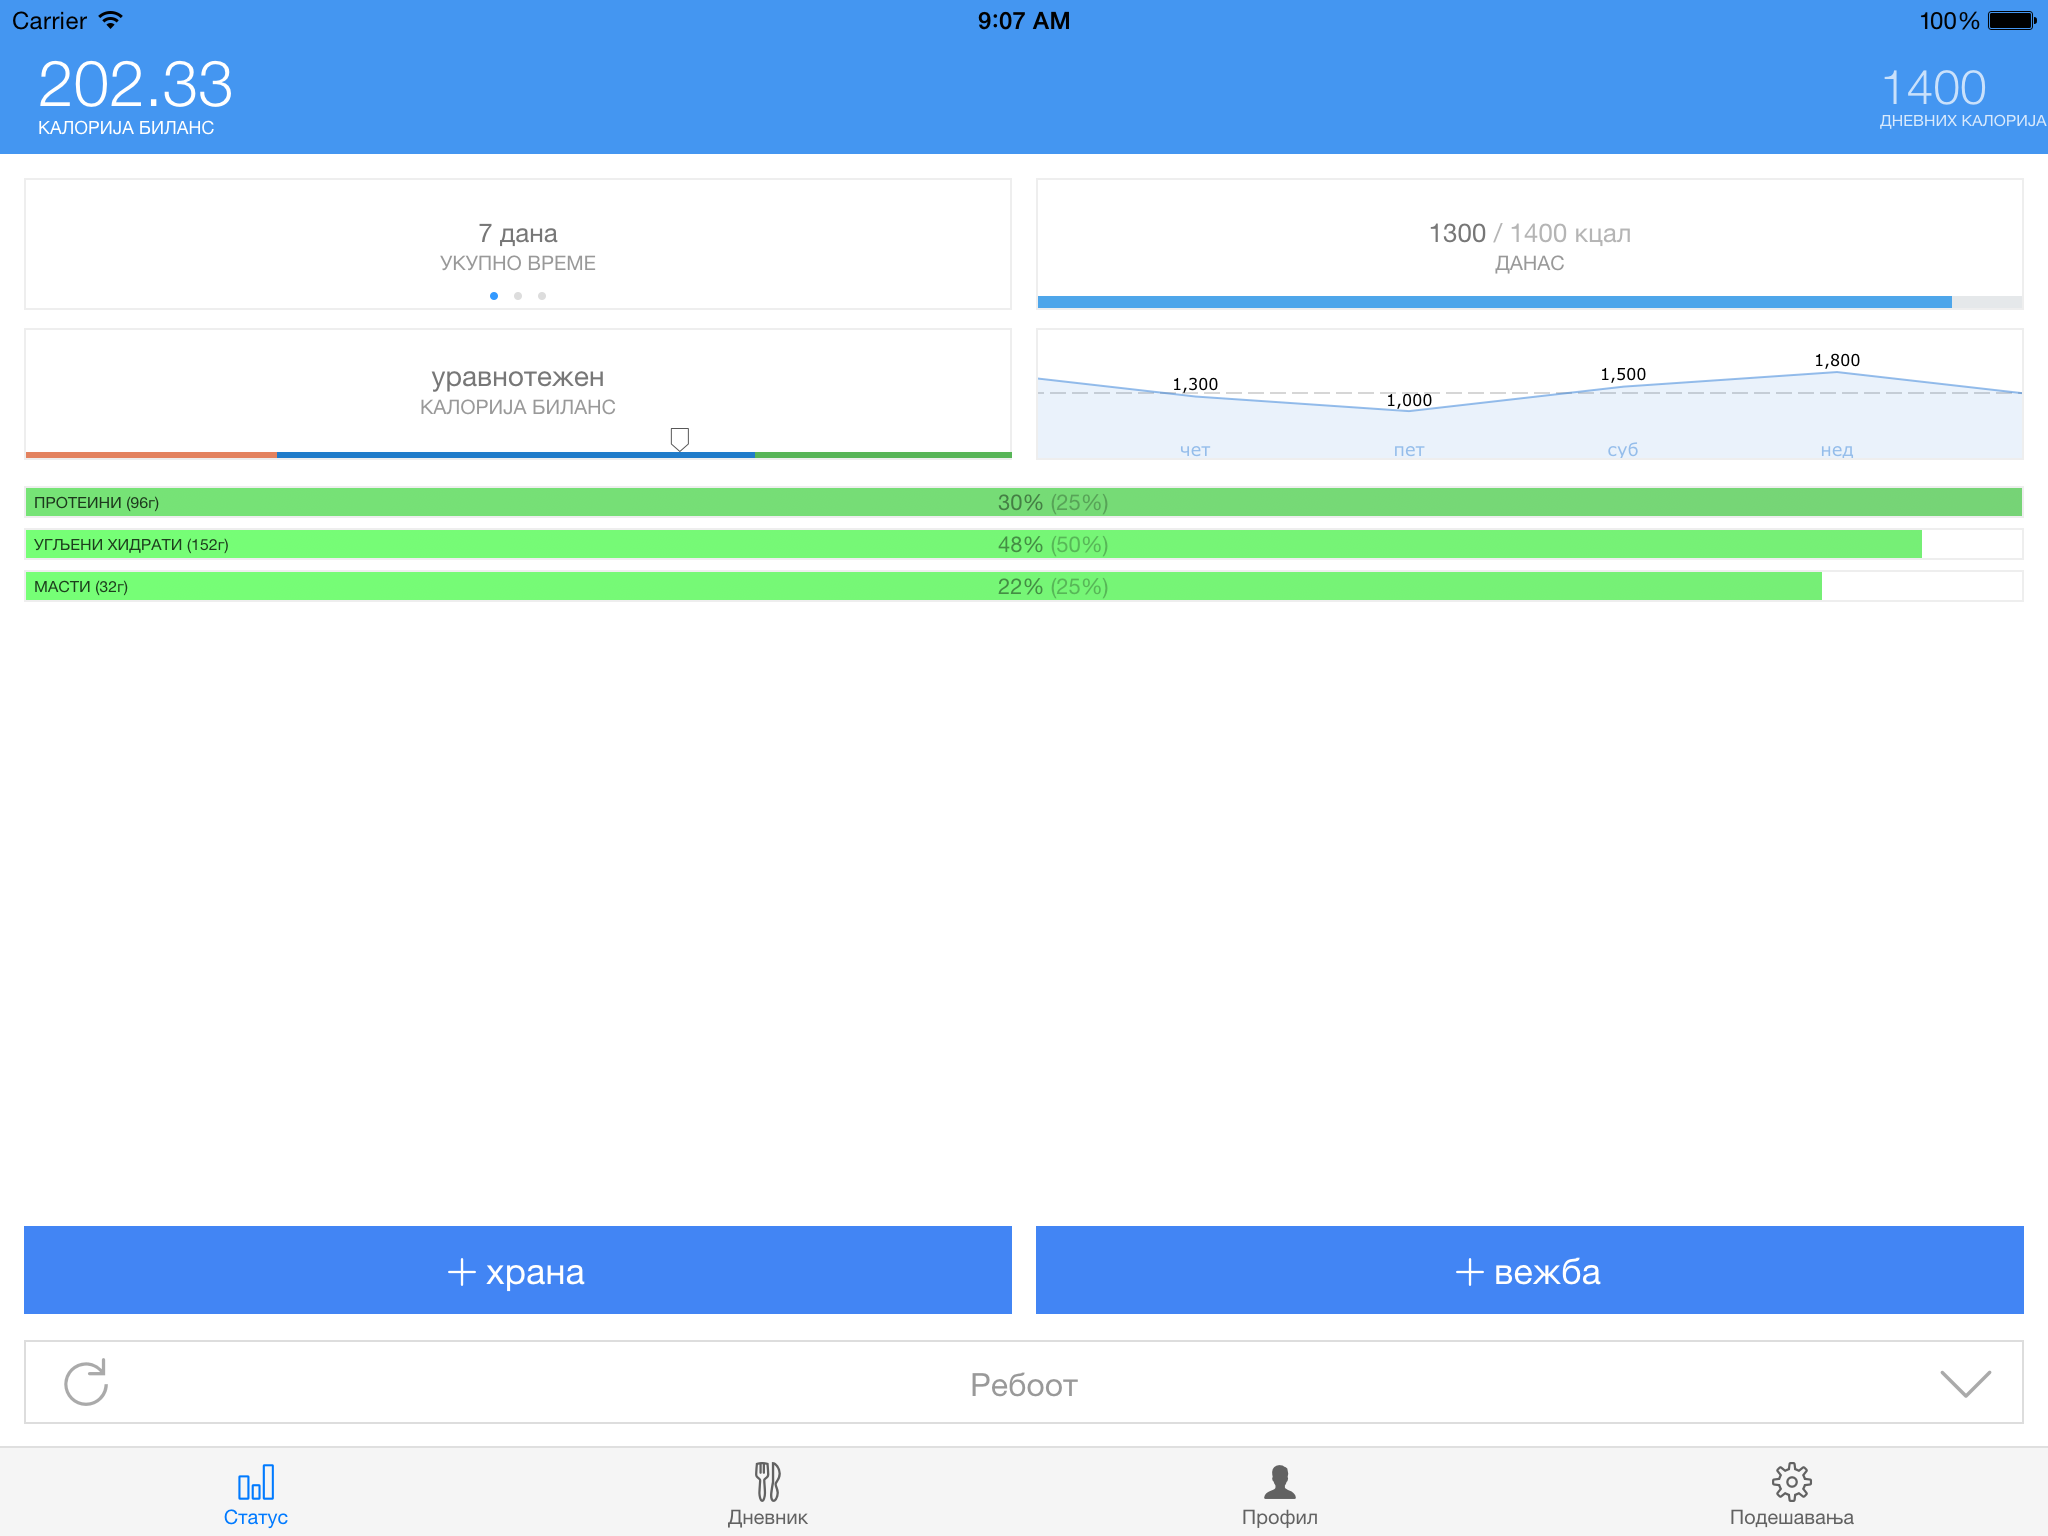 Carrier 9:07 AM 100%
202.33
КАЛОРИЈА БИЛАНС
1400
ДНЕВНИХ КАЛОРИЈА
7 дана
УКУПНО ВРЕМЕ
1300 / 1400 кцал
ДАНАС
уравнотежен
КАЛОРИЈА БИЛАНС
1,300
1,000
1,500
1,800
чет
пет
суб
нед
ПРОТЕИНИ (96г) 30% (25%)
УГЉЕНИ ХИДРАТИ (152г) 48% (50%)
МАСТИ (32г) 22% (25%)
+ храна
+ вежба
Ребоот
Статус
Дневник
Профил
Подешавања